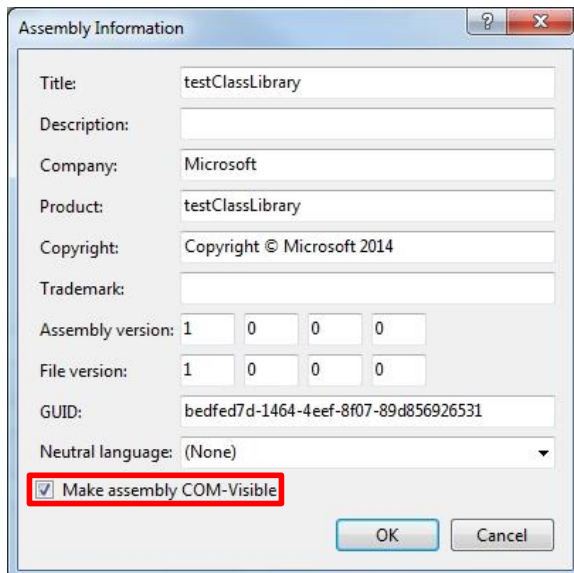 Assembly Information
Title: testClassLibrary
Description:
Company: Microsoft
Product: testClassLibrary
Copyright: Copyright © Microsoft 2014
Trademark:
Assembly version: 1 0 0 0
File version: 1 0 0 0
GUID: bedfed7d-1464-4eef-8f07-89d856926531
Neutral language: (None)
Make assembly COM-Visible
OK Cancel